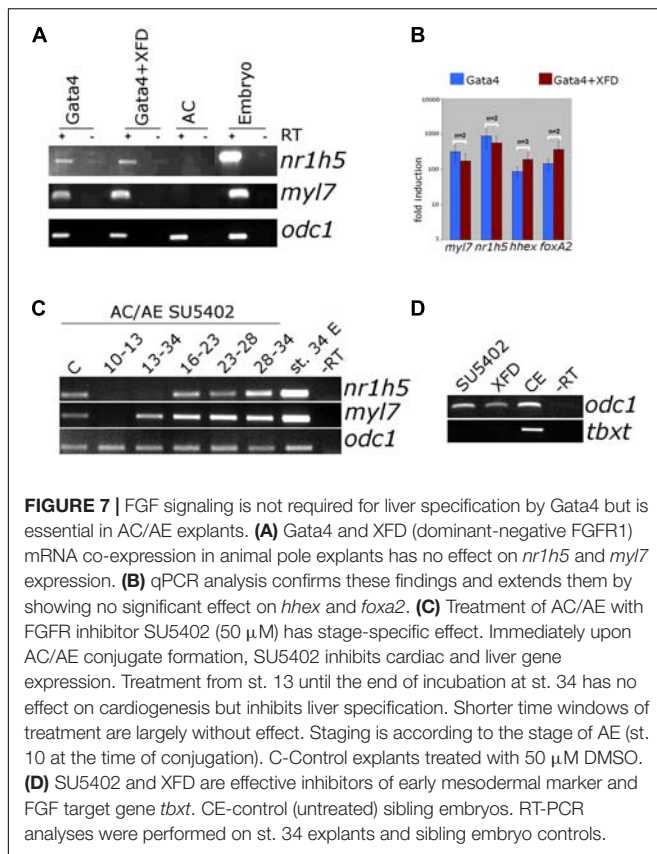 A
Gata4
Gata4+XFD
AC
Embryo
+ - + - + - + - RT
nr1h5
myl7
odc1
B
Gata4 Gata4+XFD
fold induction
10000
1000
100
10
1
n=2 n=2 n=2 n=2
myl7 nr1h5 hhex foxA2
C
AC/AE SU5402
C 10-13 13-34 16-23 23-28 28-34 st. 34 E -RT
nr1h5
myl7
odc1
D
SU5402 XFD CE -RT
odc1
tbxt
FIGURE 7 | FGF signaling is not required for liver specification by Gata4 but is
essential in AC/AE explants. (A) Gata4 and XFD (dominant-negative FGFR1)
mRNA co-expression in animal pole explants has no effect on nr1h5 and myl7
expression. (B) qPCR analysis confirms these findings and extends them by
showing no significant effect on hhex and foxa2. (C) Treatment of AC/AE with
FGFR inhibitor SU5402 (50 μM) has stage-specific effect. Immediately upon
AC/AE conjugate formation, SU5402 inhibits cardiac and liver gene
expression. Treatment from st. 13 until the end of incubation at st. 34 has no
effect on cardiogenesis but inhibits liver specification. Shorter time windows of
treatment are largely without effect. Staging is according to the stage of AE (st.
10 at the time of conjugation). C-Control explants treated with 50 μM DMSO.
(D) SU5402 and XFD are effective inhibitors of early mesodermal marker and
FGF target gene tbxt. CE-control (untreated) sibling embryos. RT-PCR
analyses were performed on st. 34 explants and sibling embryo controls.